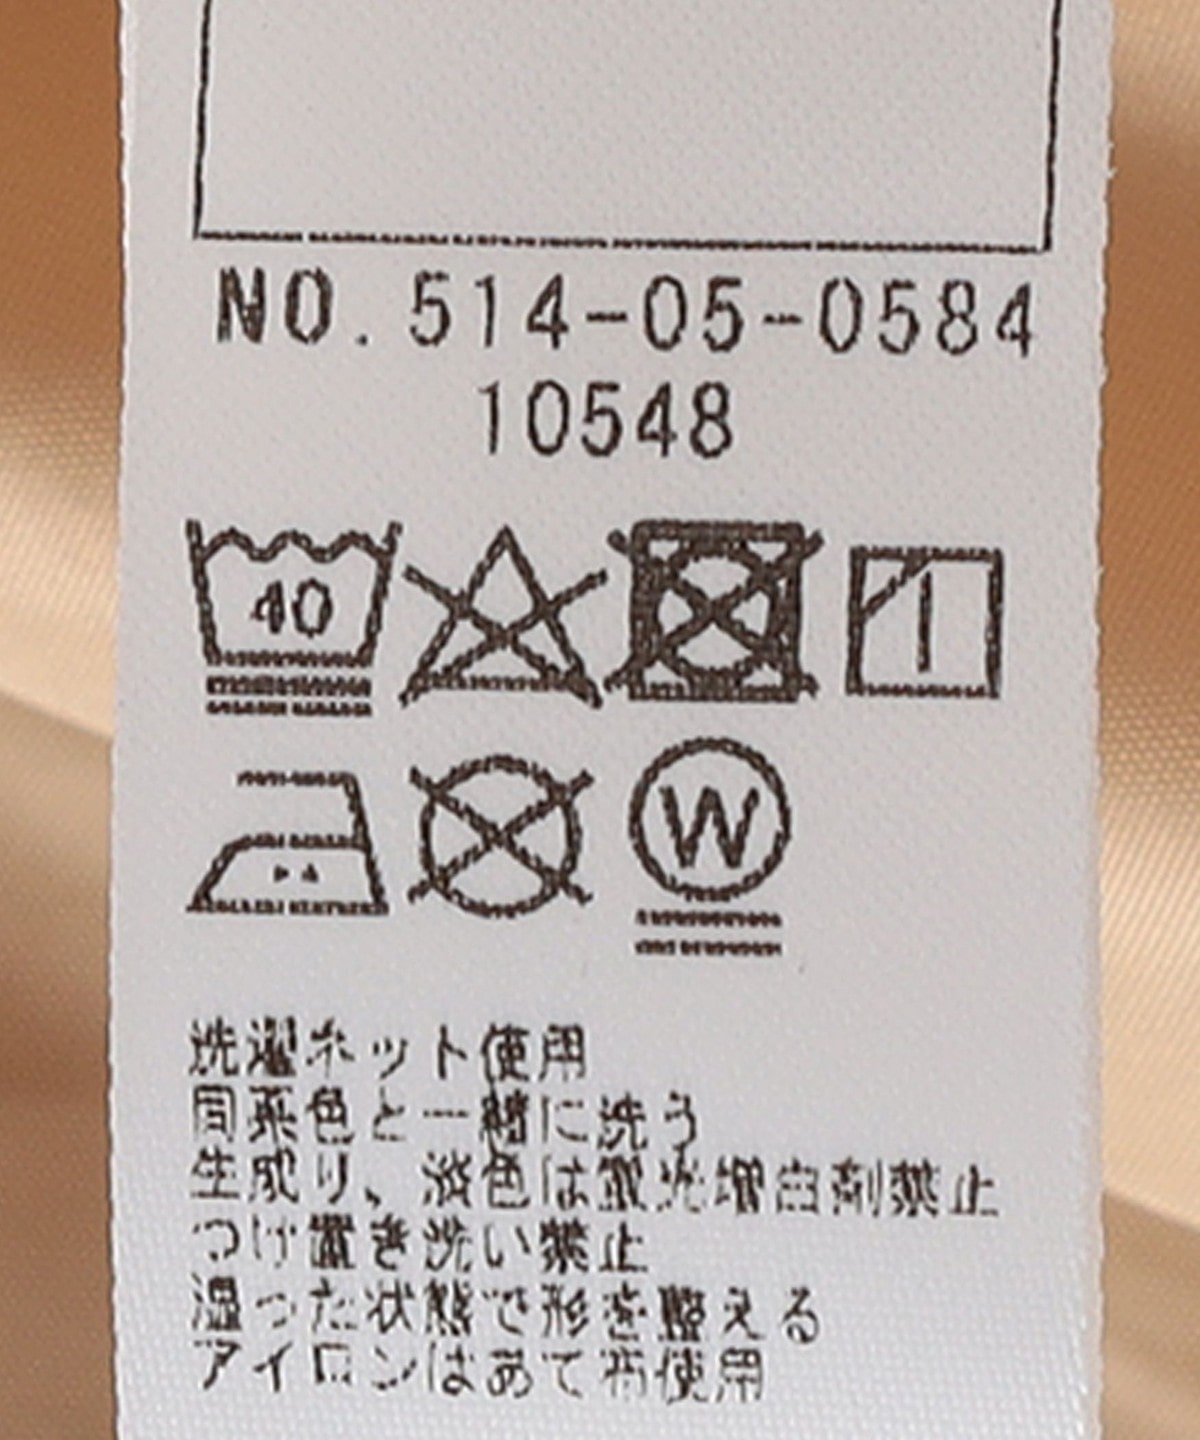 NO.514-05-0584
10548
40
W
洗濯ネット使用
同系色と一緒に洗う
生成り、淡色は蛍光増白剤禁止
つけ置き洗い禁止
湿った状態で形を整える
アイロンはあて布使用